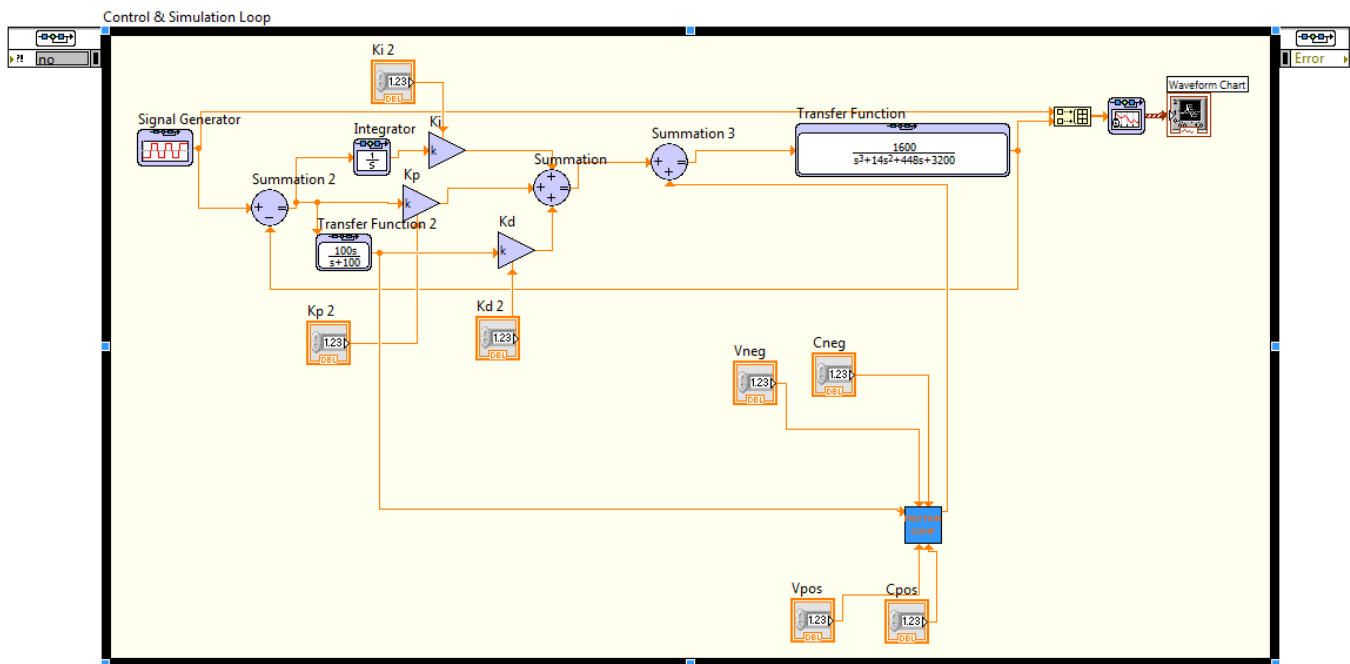 Control & Simulation Loop
?! no
Error
Ki 2
1.23
DBL
Waveform Chart
Signal Generator
Integrator
1
s
Ki
k
Summation 3
+ + =
Transfer Function
1600
s³+14s²+448s+3200
Summation
+ + + =
Summation 2
+ − =
Kp
k
Transfer Function 2
100s
s+100
Kd
k
Kp 2
1.23
DBL
Kd 2
1.23
DBL
Vneg
1.23
DBL
Cneg
1.23
DBL
Vpos
1.23
DBL
Cpos
1.23
DBL